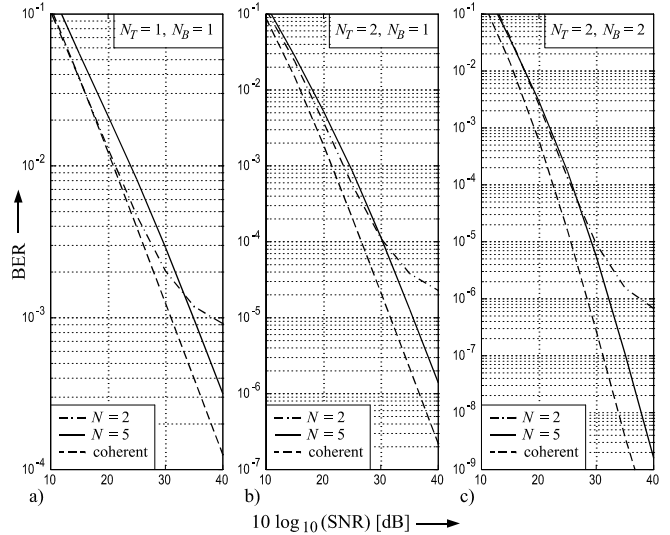 10^-1
10^-2
10^-3
10^-4
N_T = 1, N_B = 1
N = 2
N = 5
coherent
10
20
30
40
a)
10^-1
10^-2
10^-3
10^-4
10^-5
10^-6
10^-7
N_T = 2, N_B = 1
N = 2
N = 5
coherent
10
20
30
40
b)
10^-1
10^-2
10^-3
10^-4
10^-5
10^-6
10^-7
10^-8
10^-9
N_T = 2, N_B = 2
N = 2
N = 5
coherent
10
20
30
40
c)
BER
10 log_10 (SNR) [dB]